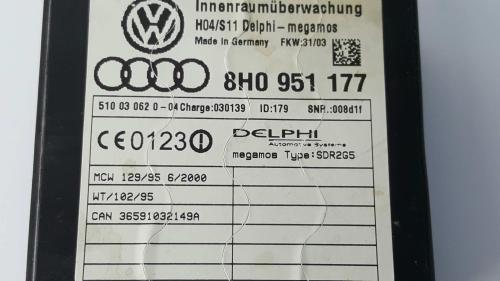 Innenraumüberwachung
H04/S11 Delphi-megamos
Made in Germany FKW:31/03
8H0 951 177
510 03 062 0-04 Charge:030139 ID:179 SNR.:008d1f
CE0123
DELPHI
Automotive Systems
megamos Type:SDR2G5
MCW 129/95 6/2000
WT/102/95
CAN 36591032149A